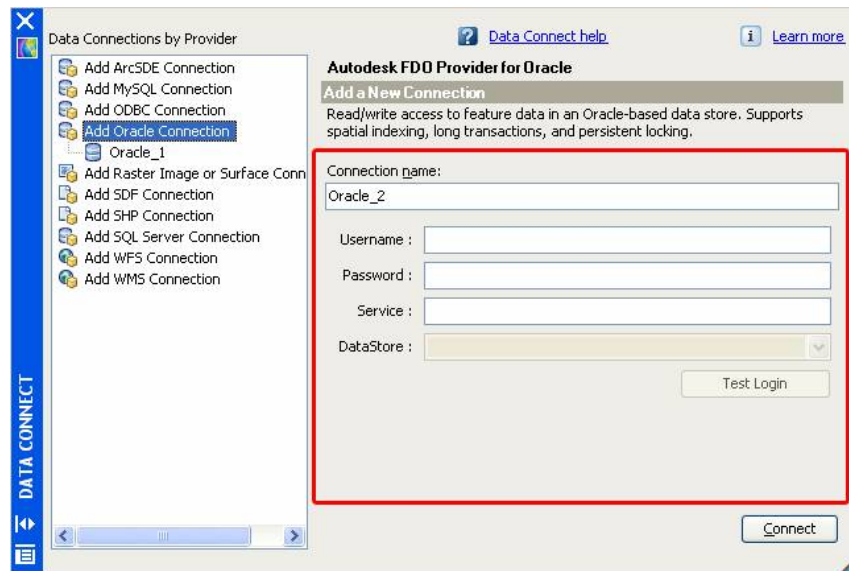 Data Connections by Provider
Data Connect help
Learn more
Add ArcSDE Connection
Add MySQL Connection
Add ODBC Connection
Add Oracle Connection
Oracle_1
Add Raster Image or Surface Conn
Add SDF Connection
Add SHP Connection
Add SQL Server Connection
Add WFS Connection
Add WMS Connection
Autodesk FDO Provider for Oracle
Add a New Connection
Read/write access to feature data in an Oracle-based data store. Supports
spatial indexing, long transactions, and persistent locking.
Connection name:
Oracle_2
Username :
Password :
Service :
DataStore :
Test Login
Connect
DATA CONNECT